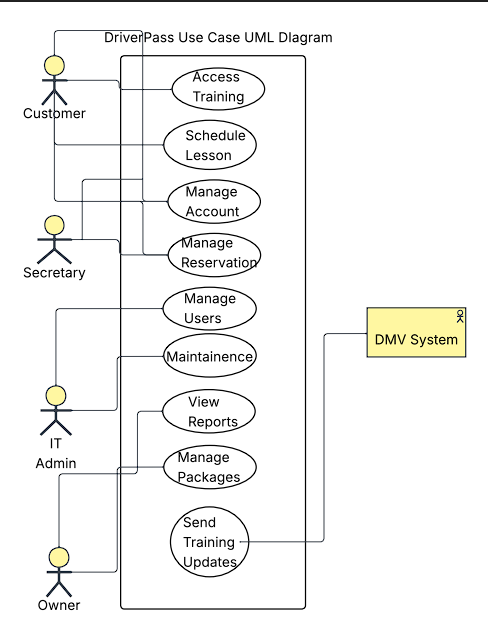 DriverPass Use Case UML DIagram
Access
Training
Customer
Schedule
Lesson
Manage
Account
Manage
Reservation
Secretary
Manage
Users
DMV System
Maintainence
View
Reports
IT
Admin
Manage
Packages
Send
Training
Updates
Owner